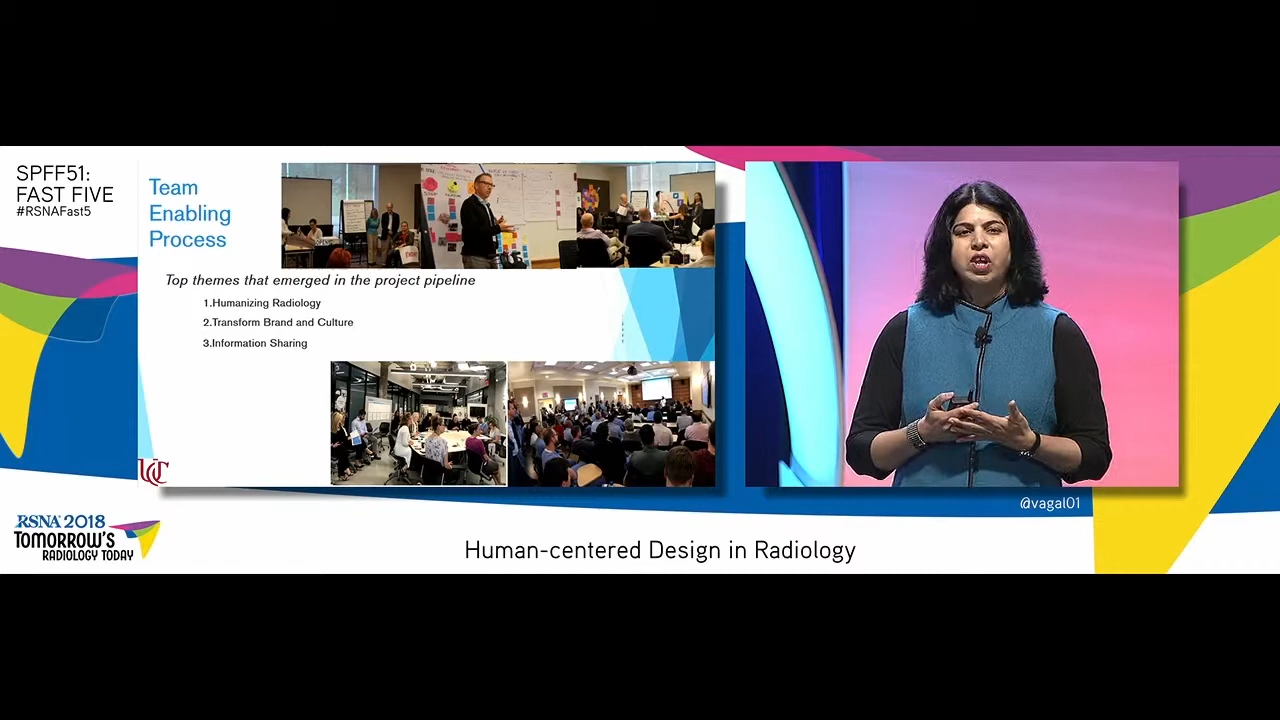 SPFF51:
FAST FIVE
#RSNAFast5
Team
Enabling
Process
Top themes that emerged in the project pipeline
1.Humanizing Radiology
2.Transform Brand and Culture
3.Information Sharing
UC
@vagal01
RSNA 2018
TOMORROW'S
RADIOLOGY TODAY
Human-centered Design in Radiology